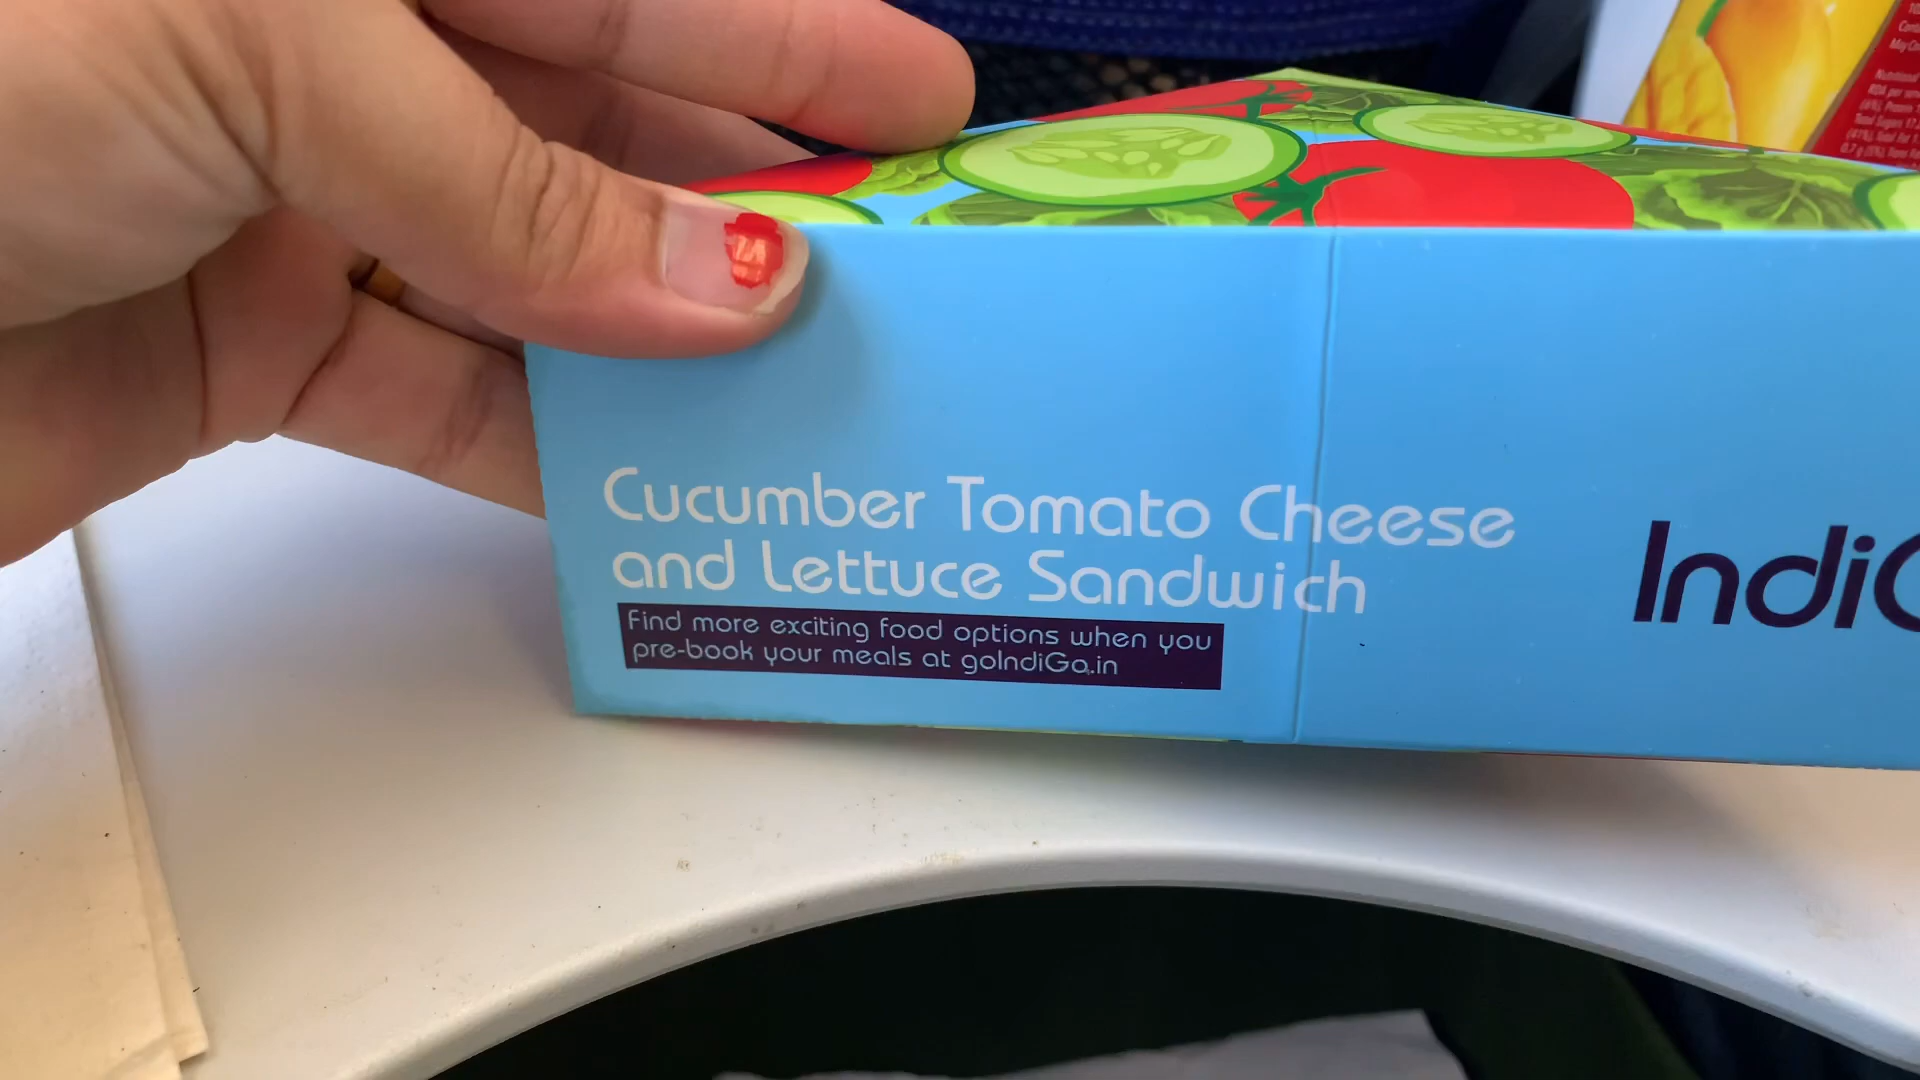 Cucumber Tomato Cheese
and Lettuce Sandwich
Find more exciting food options when you
pre-book your meals at goIndiGo.in
IndiG